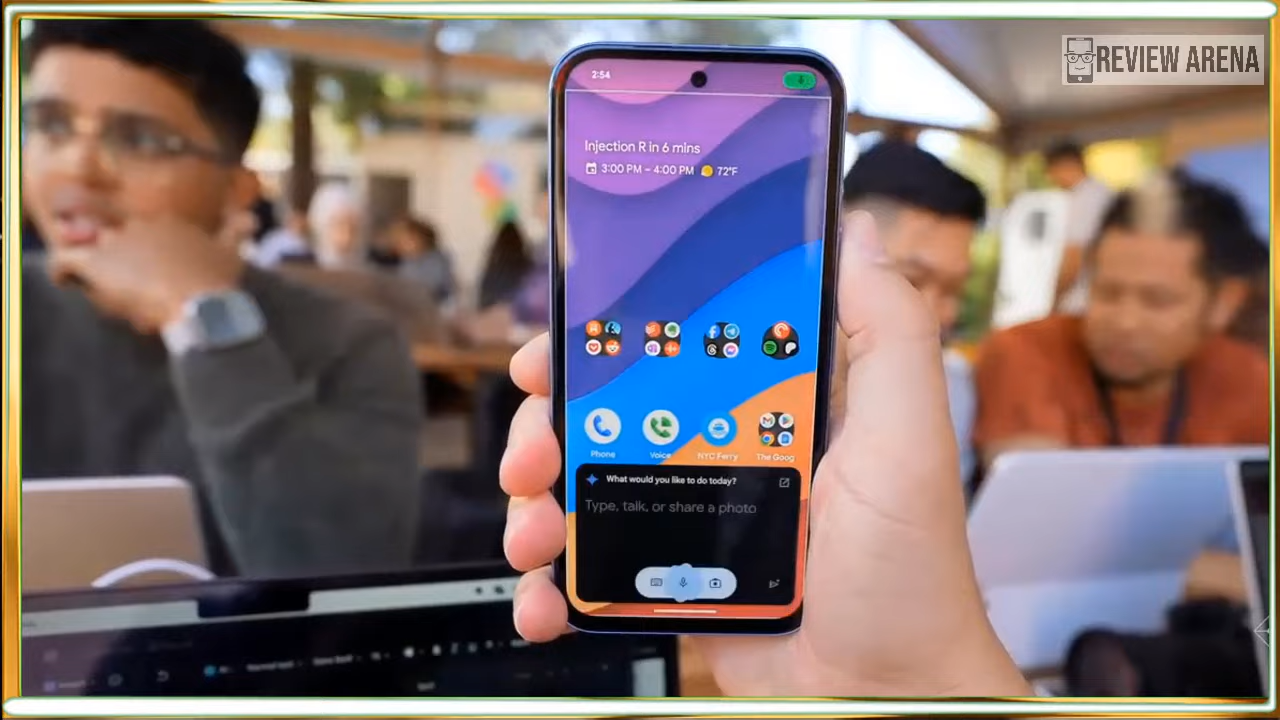 REVIEW ARENA
2:54
Injection R in 6 mins
3:00 PM – 4:00 PM 72°F
Phone Voice NYC Ferry The Goog
What would you like to do today?
Type, talk, or share a photo